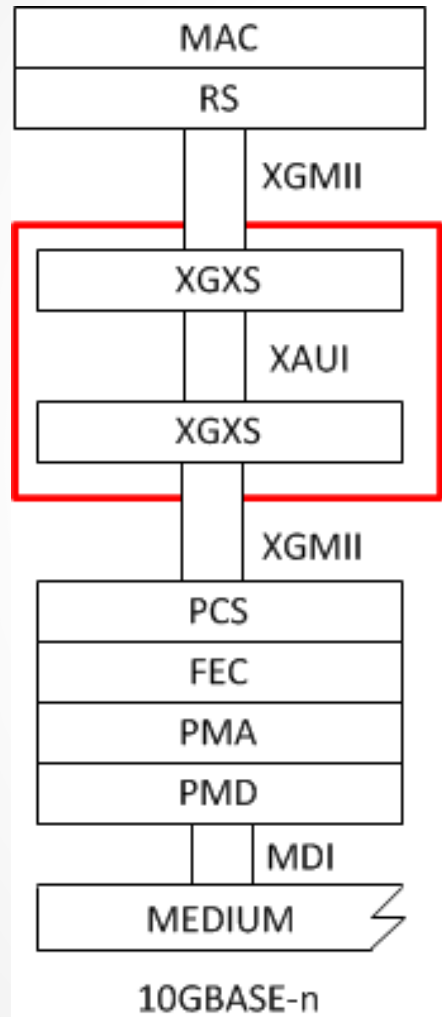 MAC
RS
XGMII
XGXS
XAUI
XGXS
XGMII
PCS
FEC
PMA
PMD
MDI
MEDIUM
10GBASE-n